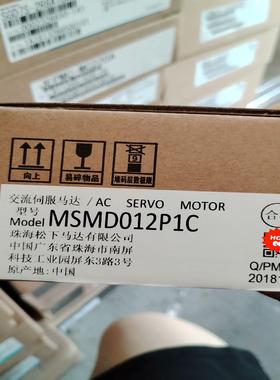 向上
易碎物品
堆码层数极限
交流伺服马达 / AC SERVO MOTOR
型号
Model MSMD012P1C
珠海松下马达有限公司
中国广东省珠海市南屏
科技工业园屏东3路3号
原产地:中国
合
Q/PM
20181